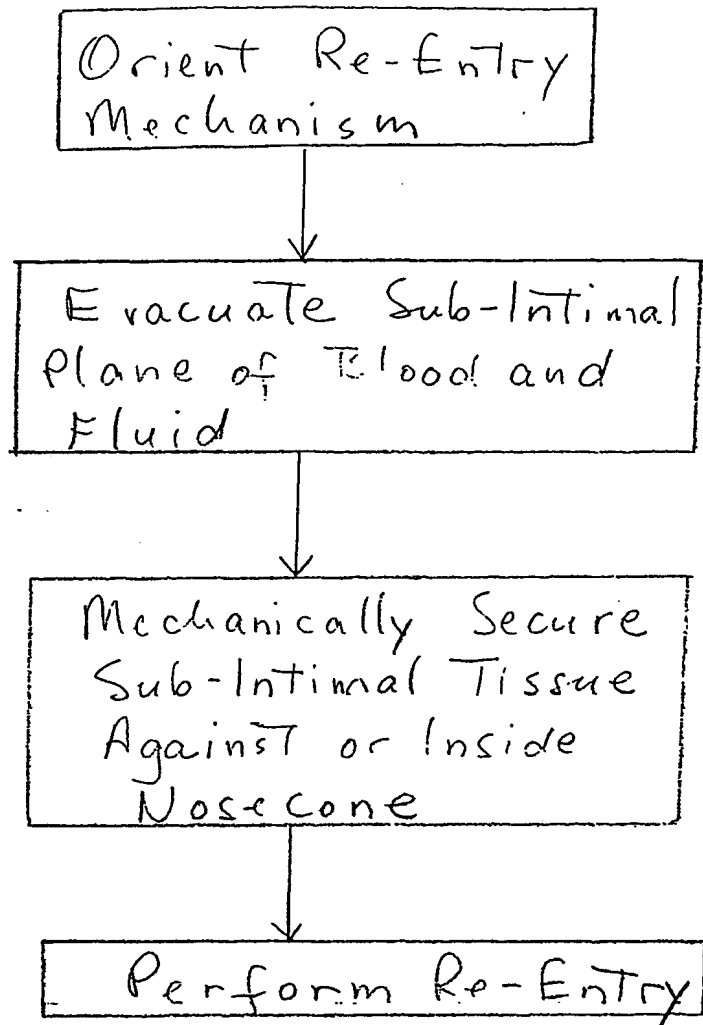 Orient Re-Entry
Mechanism
Evacuate Sub-Intimal
Plane of Blood and
Fluid
Mechanically Secure
Sub-Intimal Tissue
Against or Inside
Nosecone
Perform Re-Entry